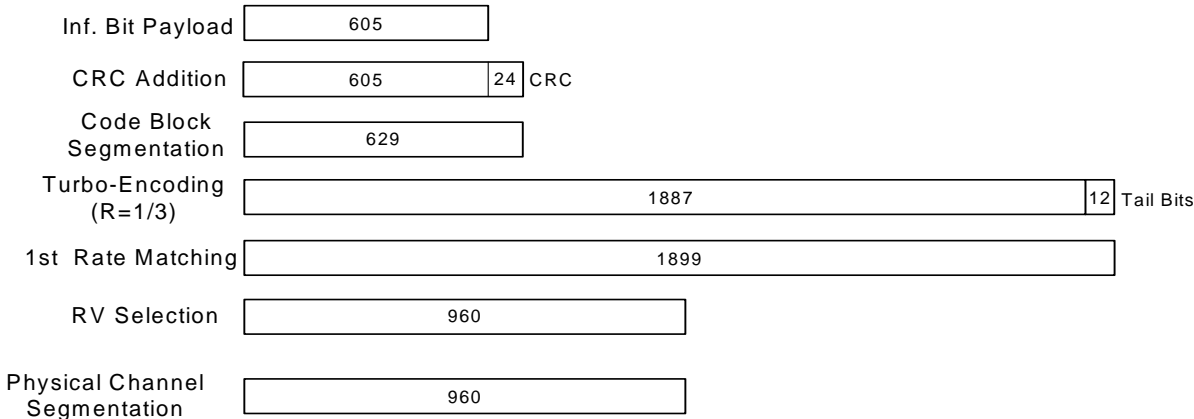 Inf. Bit Payload
605
CRC Addition
605
24
CRC
Code Block
Segmentation
629
Turbo-Encoding
(R=1/3)
1887
12
Tail Bits
1st Rate Matching
1899
RV Selection
960
Physical Channel
Segmentation
960